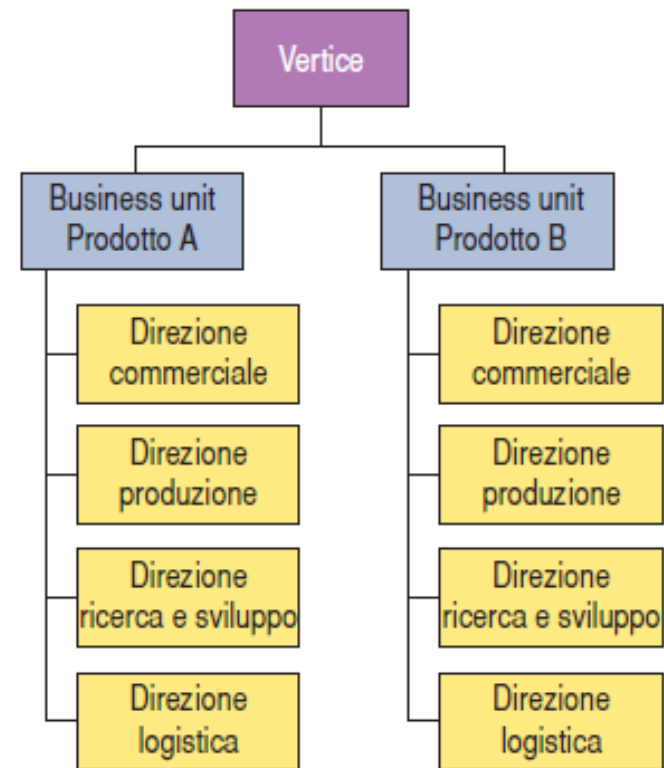 Vertice
Business unit
Prodotto A
Direzione
commerciale
Direzione
produzione
Direzione
ricerca e sviluppo
Direzione
logistica
Business unit
Prodotto B
Direzione
commerciale
Direzione
produzione
Direzione
ricerca e sviluppo
Direzione
logistica